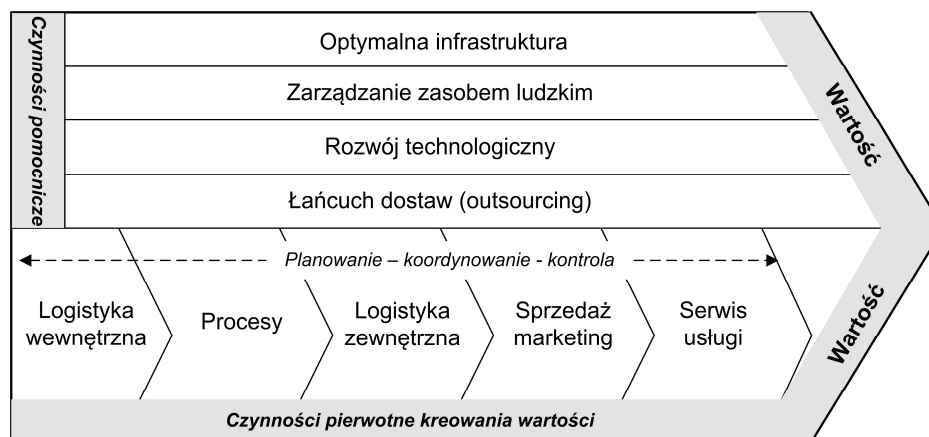 Czynności pomocnicze
Optymalna infrastruktura
Zarządzanie zasobem ludzkim
Rozwój technologiczny
Łańcuch dostaw (outsourcing)
Wartość
Planowanie – koordynowanie - kontrola
Logistyka
wewnętrzna
Procesy
Logistyka
zewnętrzna
Sprzedaż
marketing
Serwis
usługi
Wartość
Czynności pierwotne kreowania wartości